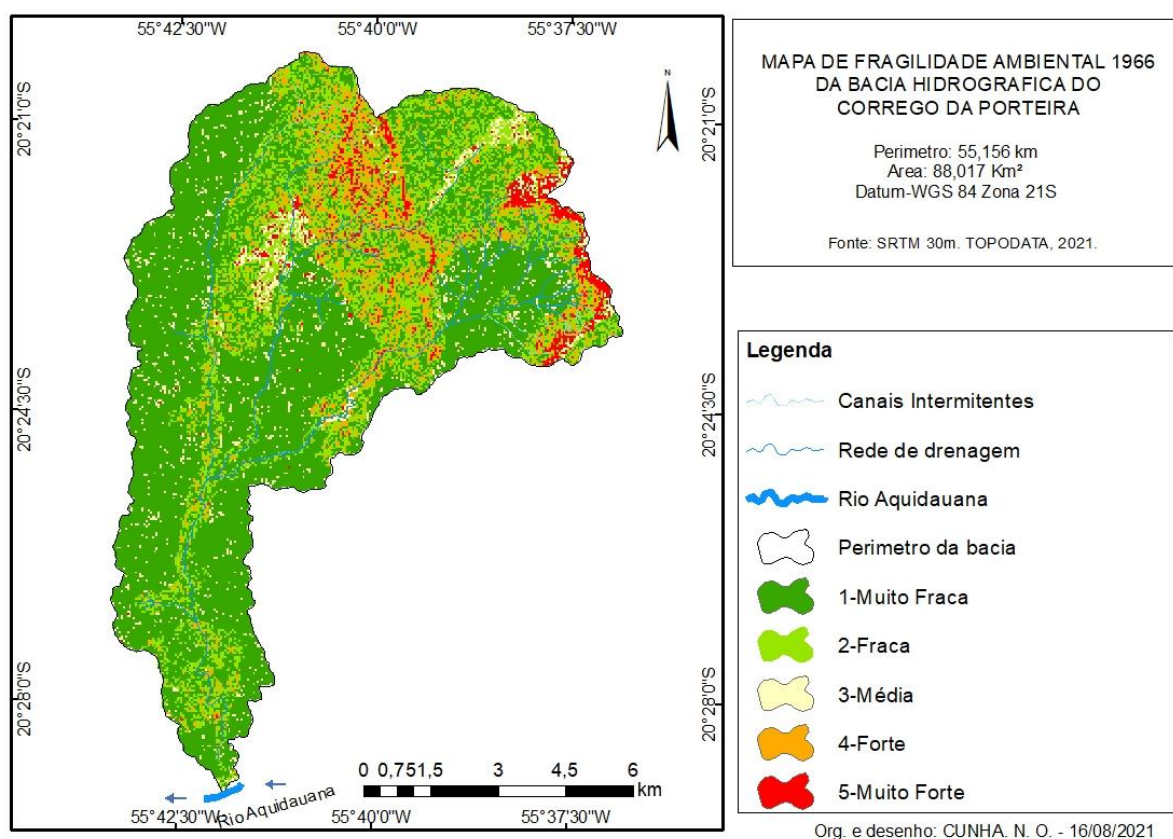 55°42'30"W 55°40'0"W 55°37'30"W
20°21'0"S
20°24'30"S
20°28'0"S
N
20°21'0"S
20°24'30"S
20°28'0"S
0 0,75 1,5 3 4,5 6
km
Rio Aquidauana
55°42'30"W 55°40'0"W 55°37'30"W
MAPA DE FRAGILIDADE AMBIENTAL 1966
DA BACIA HIDROGRAFICA DO
CORREGO DA PORTEIRA
Perimetro: 55,156 km
Area: 88,017 Km²
Datum-WGS 84 Zona 21S
Fonte: SRTM 30m. TOPODATA, 2021.
Legenda
Canais Intermitentes
Rede de drenagem
Rio Aquidauana
Perimetro da bacia
1-Muito Fraca
2-Fraca
3-Média
4-Forte
5-Muito Forte
Org. e desenho: CUNHA. N. O. - 16/08/2021